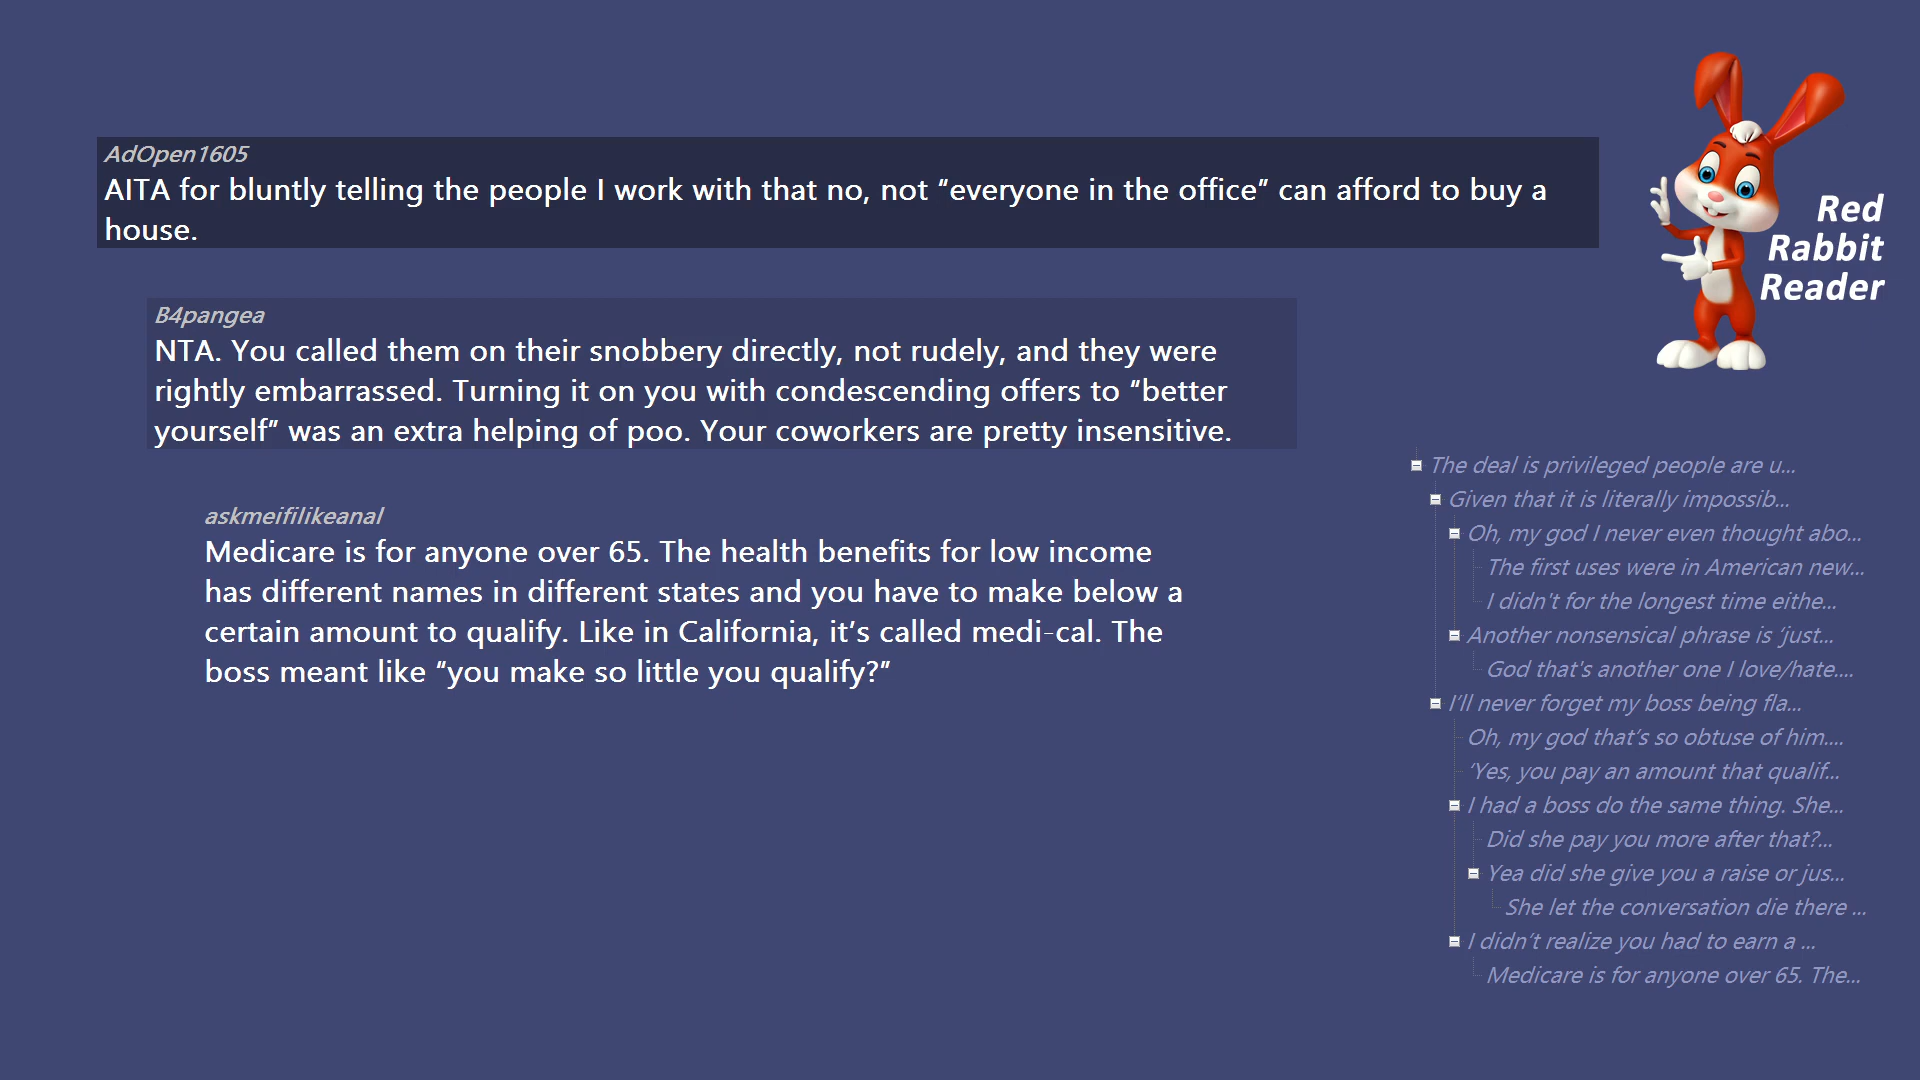 AdOpen1605
AITA for bluntly telling the people I work with that no, not “everyone in the office” can afford to buy a
house.
B4pangea
NTA. You called them on their snobbery directly, not rudely, and they were
rightly embarrassed. Turning it on you with condescending offers to “better
yourself” was an extra helping of poo. Your coworkers are pretty insensitive.
askmeifilikeanal
Medicare is for anyone over 65. The health benefits for low income
has different names in different states and you have to make below a
certain amount to qualify. Like in California, it’s called medi-cal. The
boss meant like “you make so little you qualify?”
Red
Rabbit
Reader
The deal is privileged people are u...
Given that it is literally impossib...
Oh, my god I never even thought abo...
The first uses were in American new...
I didn't for the longest time eithe...
Another nonsensical phrase is ‘just...
God that's another one I love/hate....
I’ll never forget my boss being fla...
Oh, my god that’s so obtuse of him....
‘Yes, you pay an amount that qualif...
I had a boss do the same thing. She...
Did she pay you more after that?...
Yea did she give you a raise or jus...
She let the conversation die there ...
I didn’t realize you had to earn a ...
Medicare is for anyone over 65. The...